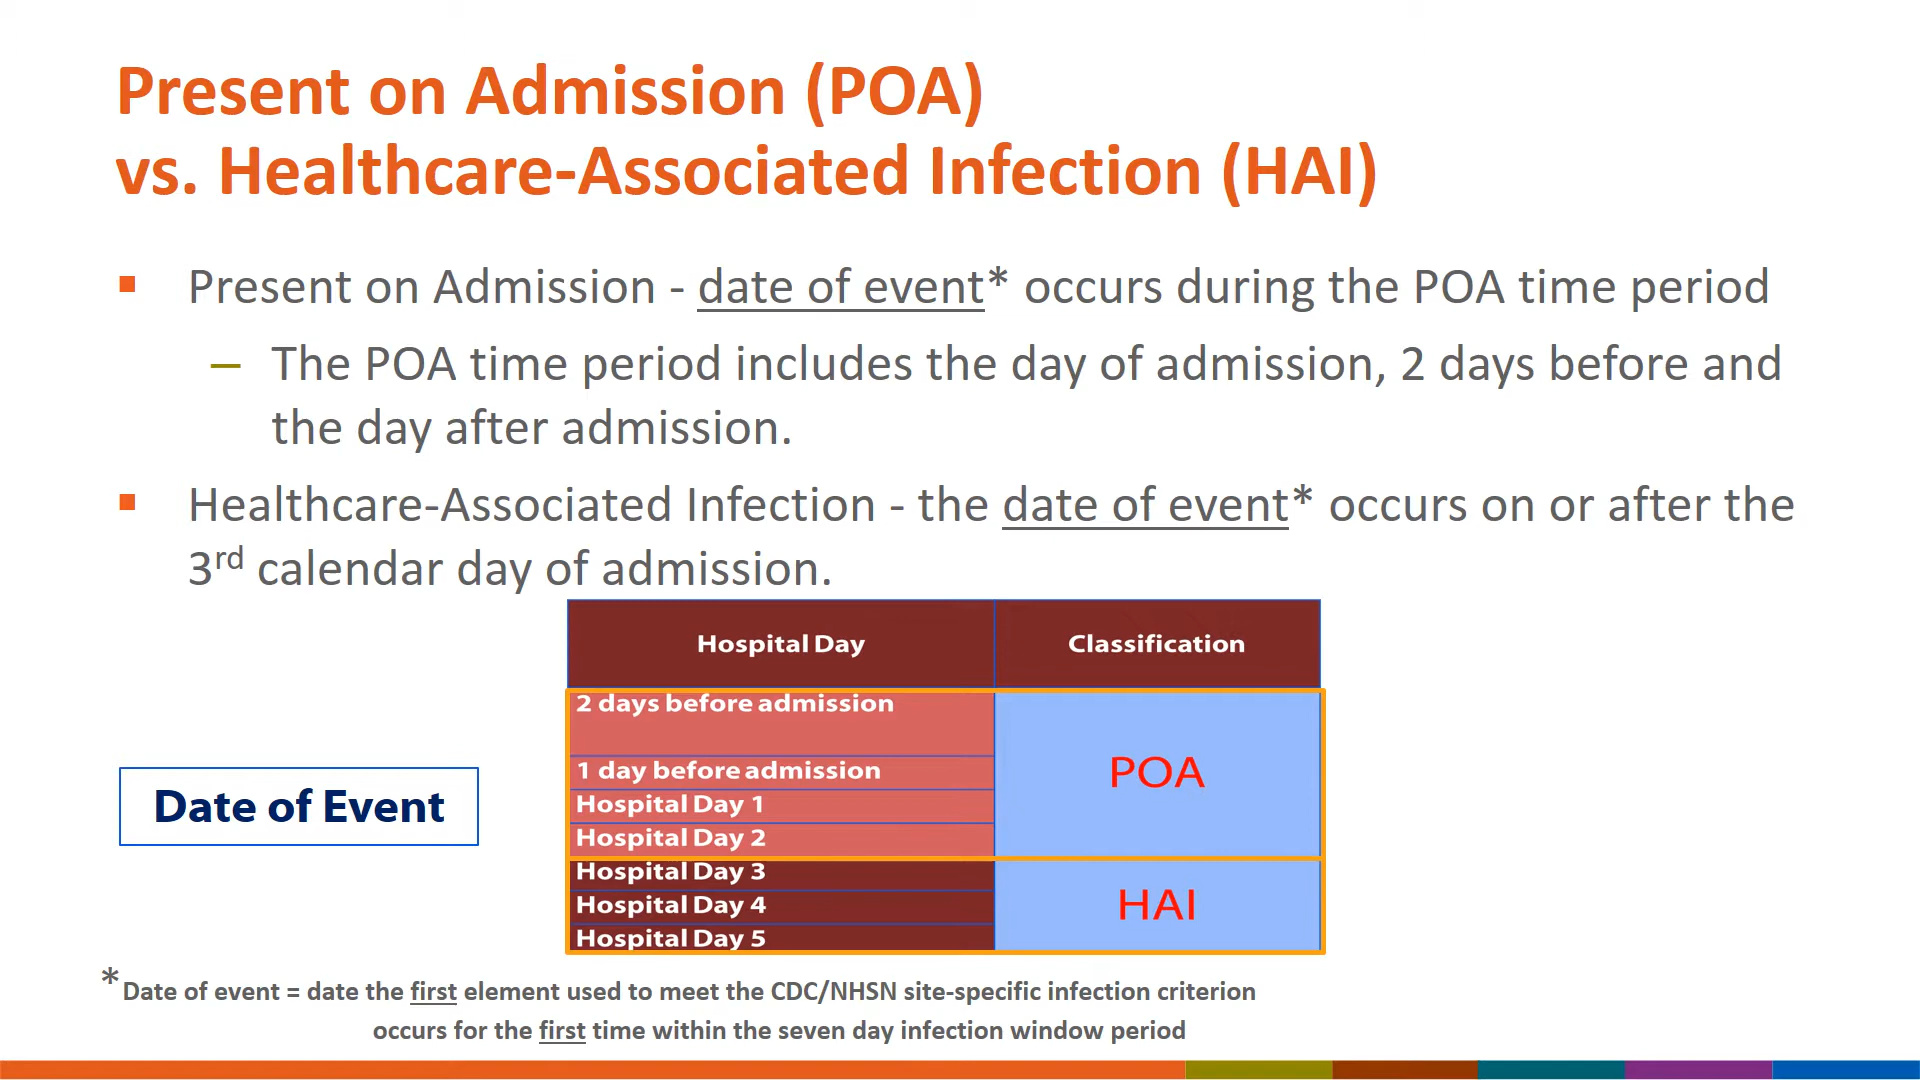 Present on Admission (POA)
vs. Healthcare-Associated Infection (HAI)
▪ Present on Admission - date of event* occurs during the POA time period
– The POA time period includes the day of admission, 2 days before and
the day after admission.
▪ Healthcare-Associated Infection - the date of event* occurs on or after the
3rd calendar day of admission.
Hospital Day Classification
2 days before admission
1 day before admission
POA
Hospital Day 1
Hospital Day 2
Hospital Day 3
Hospital Day 4
HAI
Hospital Day 5
Date of Event
*Date of event = date the first element used to meet the CDC/NHSN site-specific infection criterion
occurs for the first time within the seven day infection window period